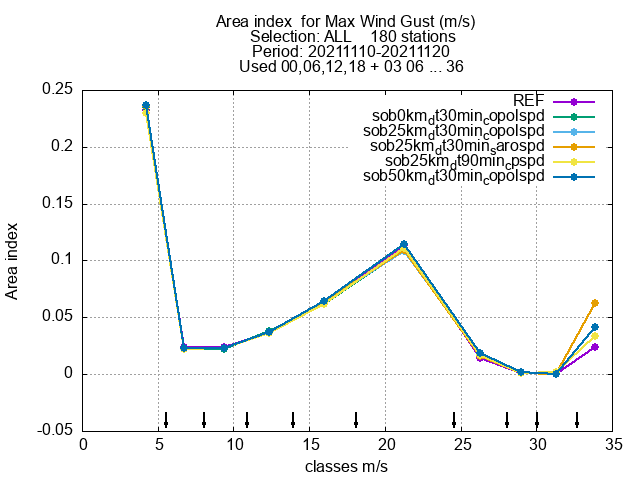 Area index  for Max Wind Gust (m/s)
Selection: ALL    180 stations
Period: 20211110-20211120
Used 00,06,12,18 + 03 06 ... 36
REF
sob0km_dt30min_copolspd
sob25km_dt30min_copolspd
sob25km_dt30min_sarospd
sob25km_dt90min_cpspd
sob50km_dt30min_copolspd
0.25
0.2
0.15
0.1
0.05
0
-0.05
Area index
0 5 10 15 20 25 30 35
classes m/s